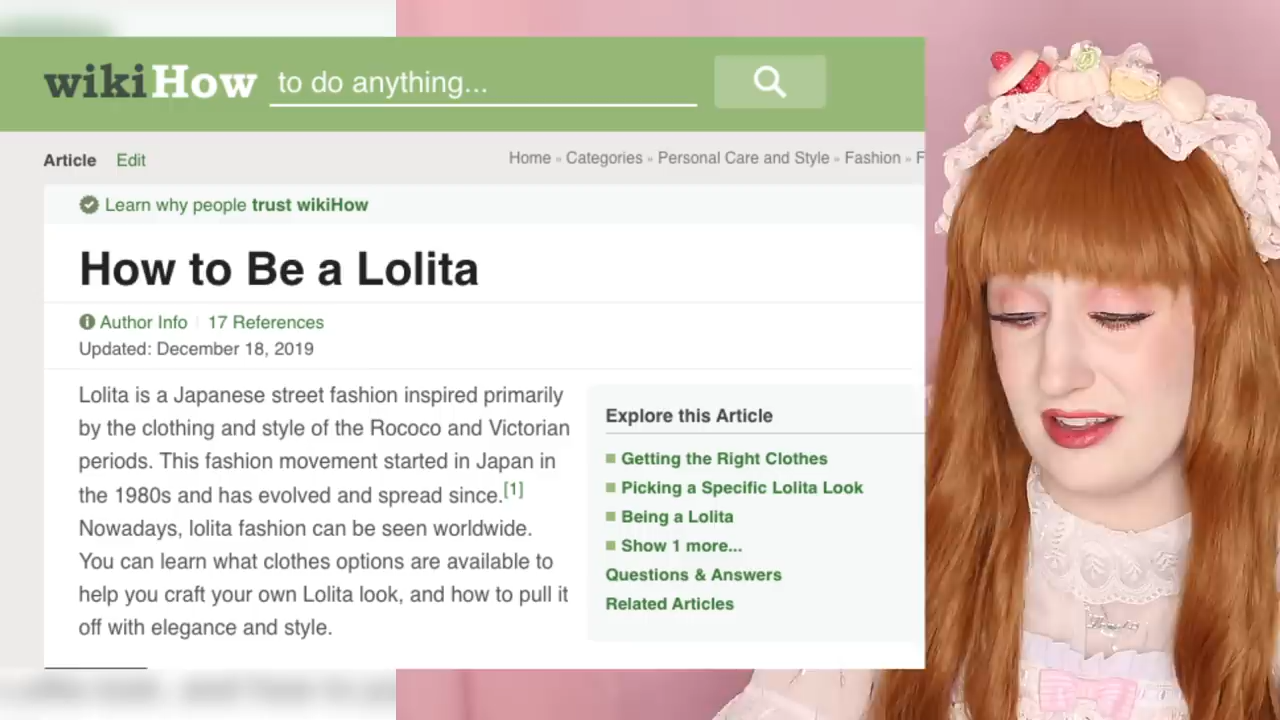 wikiHow to do anything...
Article Edit Home » Categories » Personal Care and Style » Fashion » F
Learn why people trust wikiHow
How to Be a Lolita
Author Info 17 References
Updated: December 18, 2019
Lolita is a Japanese street fashion inspired primarily
by the clothing and style of the Rococo and Victorian
periods. This fashion movement started in Japan in
the 1980s and has evolved and spread since.[1]
Nowadays, lolita fashion can be seen worldwide.
You can learn what clothes options are available to
help you craft your own Lolita look, and how to pull it
off with elegance and style.
Explore this Article
Getting the Right Clothes
Picking a Specific Lolita Look
Being a Lolita
Show 1 more...
Questions & Answers
Related Articles